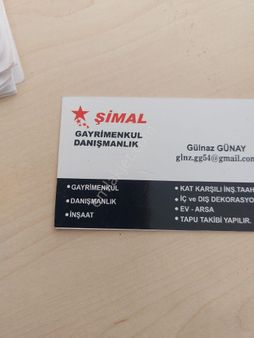 ŞİMAL
GAYRİMENKUL
DANIŞMANLIK
Gülnaz GÜNAY
glnz.gg54@gmail.com
• GAYRİMENKUL
• DANIŞMANLIK
• İNŞAAT
• KAT KARŞILI İNŞ.TAAH
• İÇ ve DIŞ DEKORASYO
• EV - ARSA
• TAPU TAKİBİ YAPILIR.